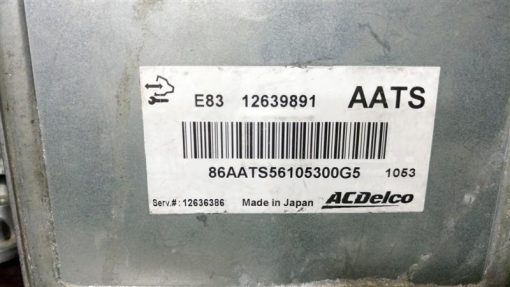 E83 12639891 AATS
86AATS56105300G5 1053
Serv.#: 12636386 Made in Japan ACDelco